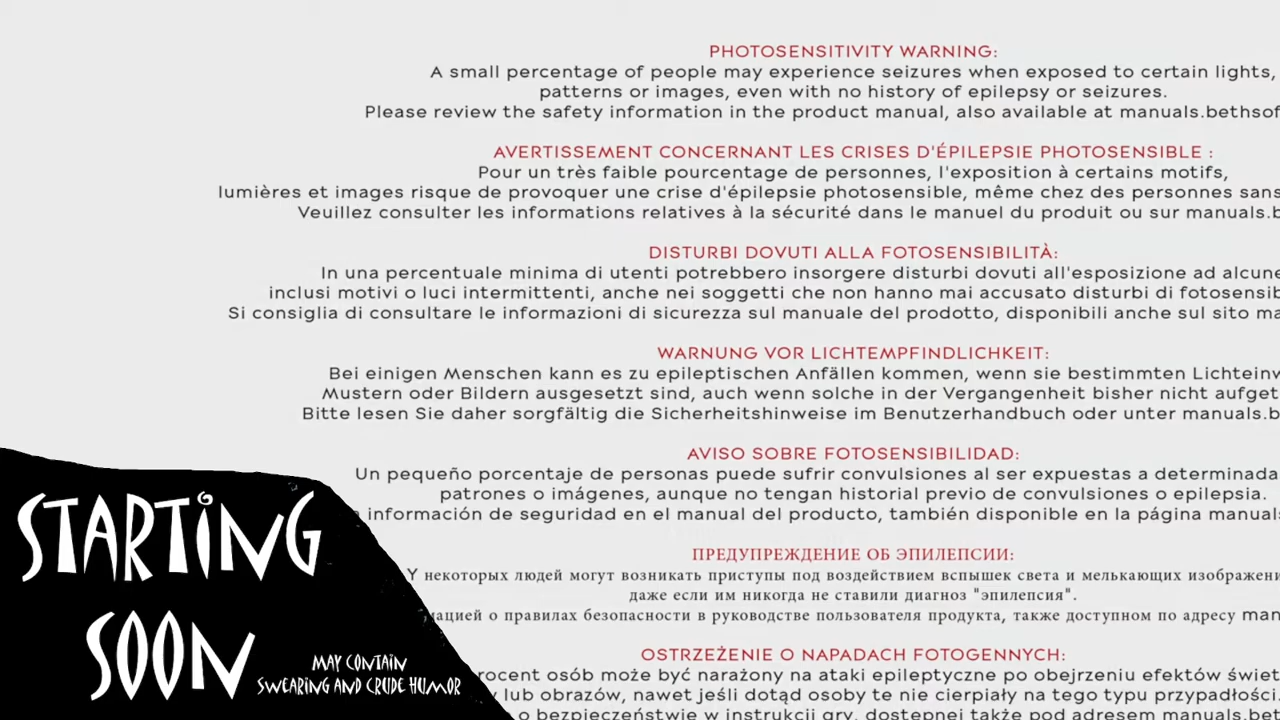 PHOTOSENSITIVITY WARNING:
A small percentage of people may experience seizures when exposed to certain lights,
patterns or images, even with no history of epilepsy or seizures.
Please review the safety information in the product manual, also available at manuals.bethsof
AVERTISSEMENT CONCERNANT LES CRISES D'ÉPILEPSIE PHOTOSENSIBLE :
Pour un très faible pourcentage de personnes, l'exposition à certains motifs,
lumières et images risque de provoquer une crise d'épilepsie photosensible, même chez des personnes sans
Veuillez consulter les informations relatives à la sécurité dans le manuel du produit ou sur manuals.b
DISTURBI DOVUTI ALLA FOTOSENSIBILITÀ:
In una percentuale minima di utenti potrebbero insorgere disturbi dovuti all'esposizione ad alcune
inclusi motivi o luci intermittenti, anche nei soggetti che non hanno mai accusato disturbi di fotosensib
Si consiglia di consultare le informazioni di sicurezza sul manuale del prodotto, disponibili anche sul sito ma
WARNUNG VOR LICHTEMPFINDLICHKEIT:
Bei einigen Menschen kann es zu epileptischen Anfällen kommen, wenn sie bestimmten Lichteinw
Mustern oder Bildern ausgesetzt sind, auch wenn solche in der Vergangenheit bisher nicht aufget
Bitte lesen Sie daher sorgfältig die Sicherheitshinweise im Benutzerhandbuch oder unter manuals.b
AVISO SOBRE FOTOSENSIBILIDAD:
Un pequeño porcentaje de personas puede sufrir convulsiones al ser expuestas a determinada
patrones o imágenes, aunque no tengan historial previo de convulsiones o epilepsia.
información de seguridad en el manual del producto, también disponible en la página manual
ПРЕДУПРЕЖДЕНИЕ ОБ ЭПИЛЕПСИИ:
У некоторых людей могут возникать приступы под воздействием вспышек света и мелькающих изображени
даже если им никогда не ставили диагноз "эпилепсия".
мацией о правилах безопасности в руководстве пользователя продукта, также доступном по адресу man
OSTRZEŻENIE O NAPADACH FOTOGENNYCH:
rocent osób może być narażony na ataki epileptyczne po obejrzeniu efektów świet
lub obrazów, nawet jeśli dotąd osoby te nie cierpiały na tego typu przypadłości.
o bezpieczeństwie w instrukcji gry, dostępnej także pod adresem manuals.bet
STARTING
SOON
MAY CONTAIN
SWEARING AND CRUDE HUMOR